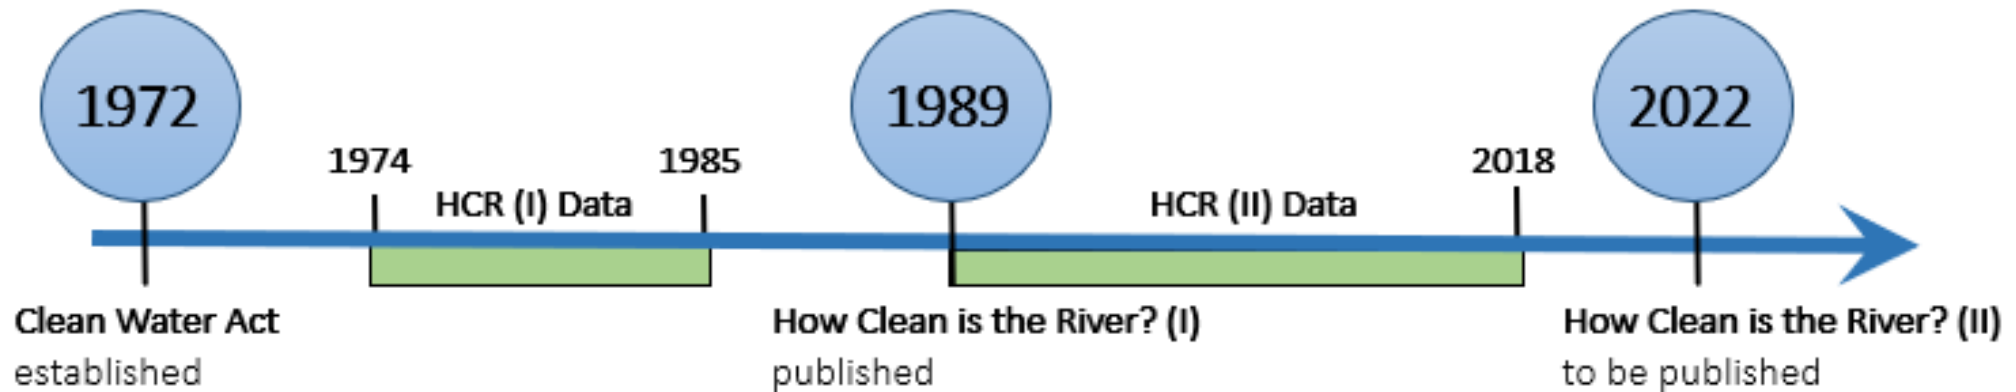 1972
1989
2022
1974
1985
2018
HCR (I) Data
HCR (II) Data
Clean Water Act
established
How Clean is the River? (I)
published
How Clean is the River? (II)
to be published